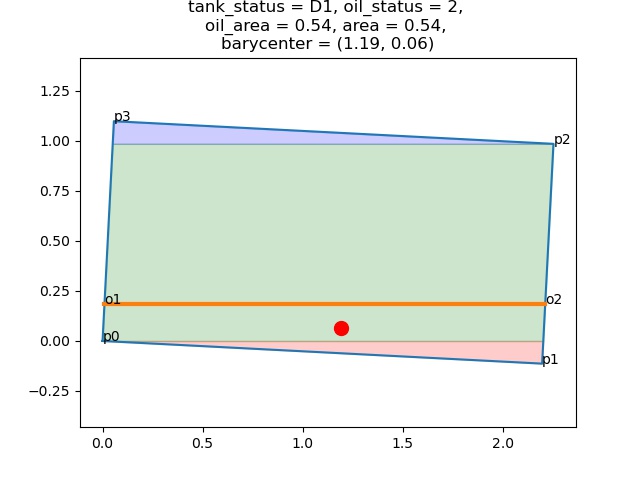 tank_status = D1, oil_status = 2,
oil_area = 0.54, area = 0.54,
barycenter = (1.19, 0.06)
1.25
1.00
0.75
0.50
0.25
0.00
−0.25
p3
p2
o1
o2
p0
p1
0.0 0.5 1.0 1.5 2.0